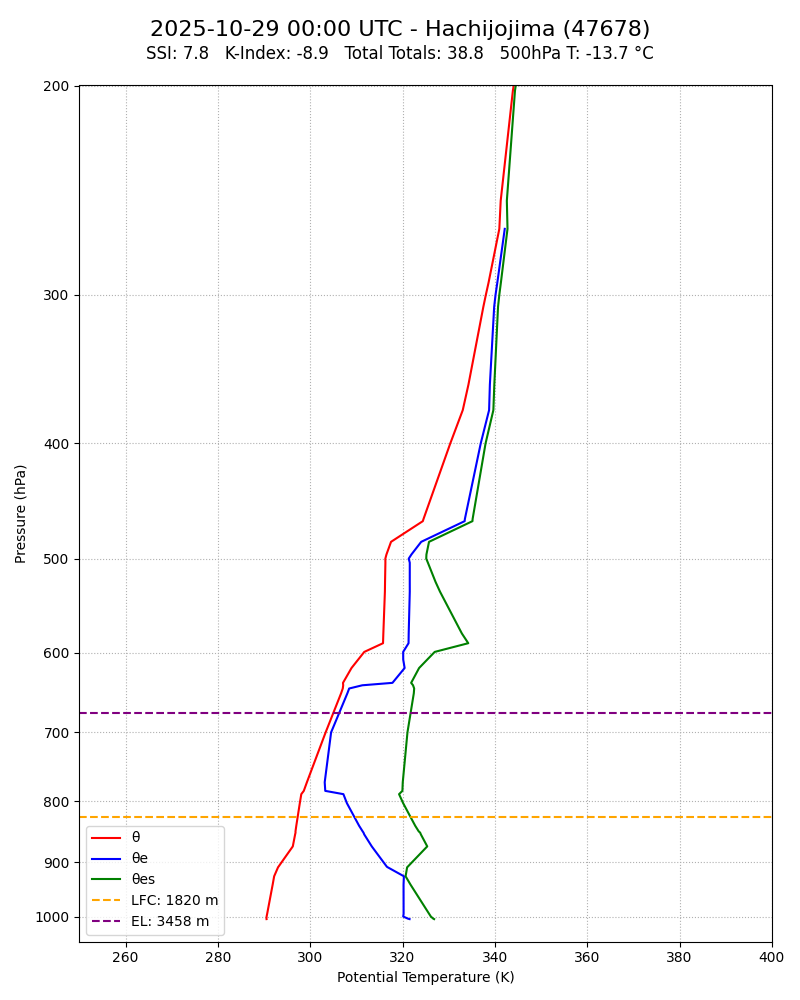 2025-10-29 00:00 UTC - Hachijojima (47678)
SSI: 7.8   K-Index: -8.9   Total Totals: 38.8   500hPa T: -13.7 °C
200
300
400
500
600
700
800
900
1000
Pressure (hPa)
θ
θe
θes
LFC: 1820 m
EL: 3458 m
260 280 300 320 340 360 380 400
Potential Temperature (K)